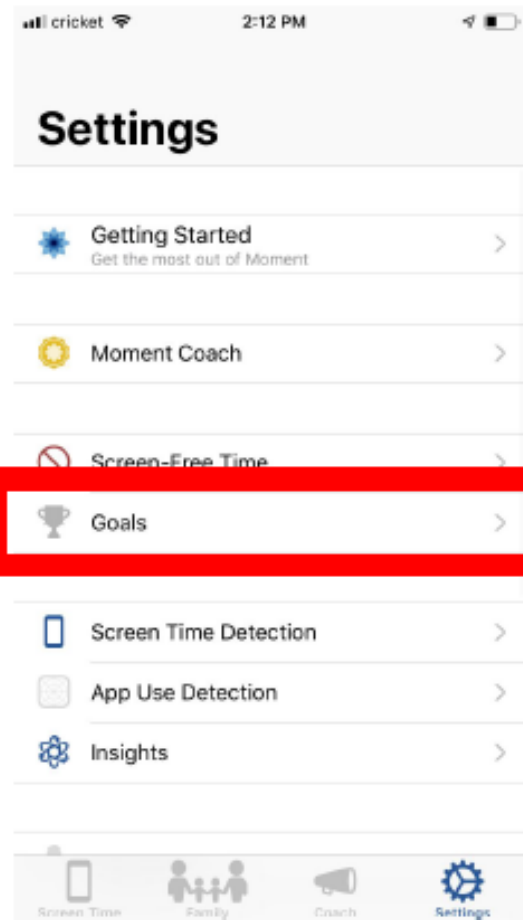 cricket 2:12 PM
Settings
Getting Started
Get the most out of Moment
Moment Coach
Screen-Free Time
Goals
Screen Time Detection
App Use Detection
Insights
Screen Time Family Coach Settings